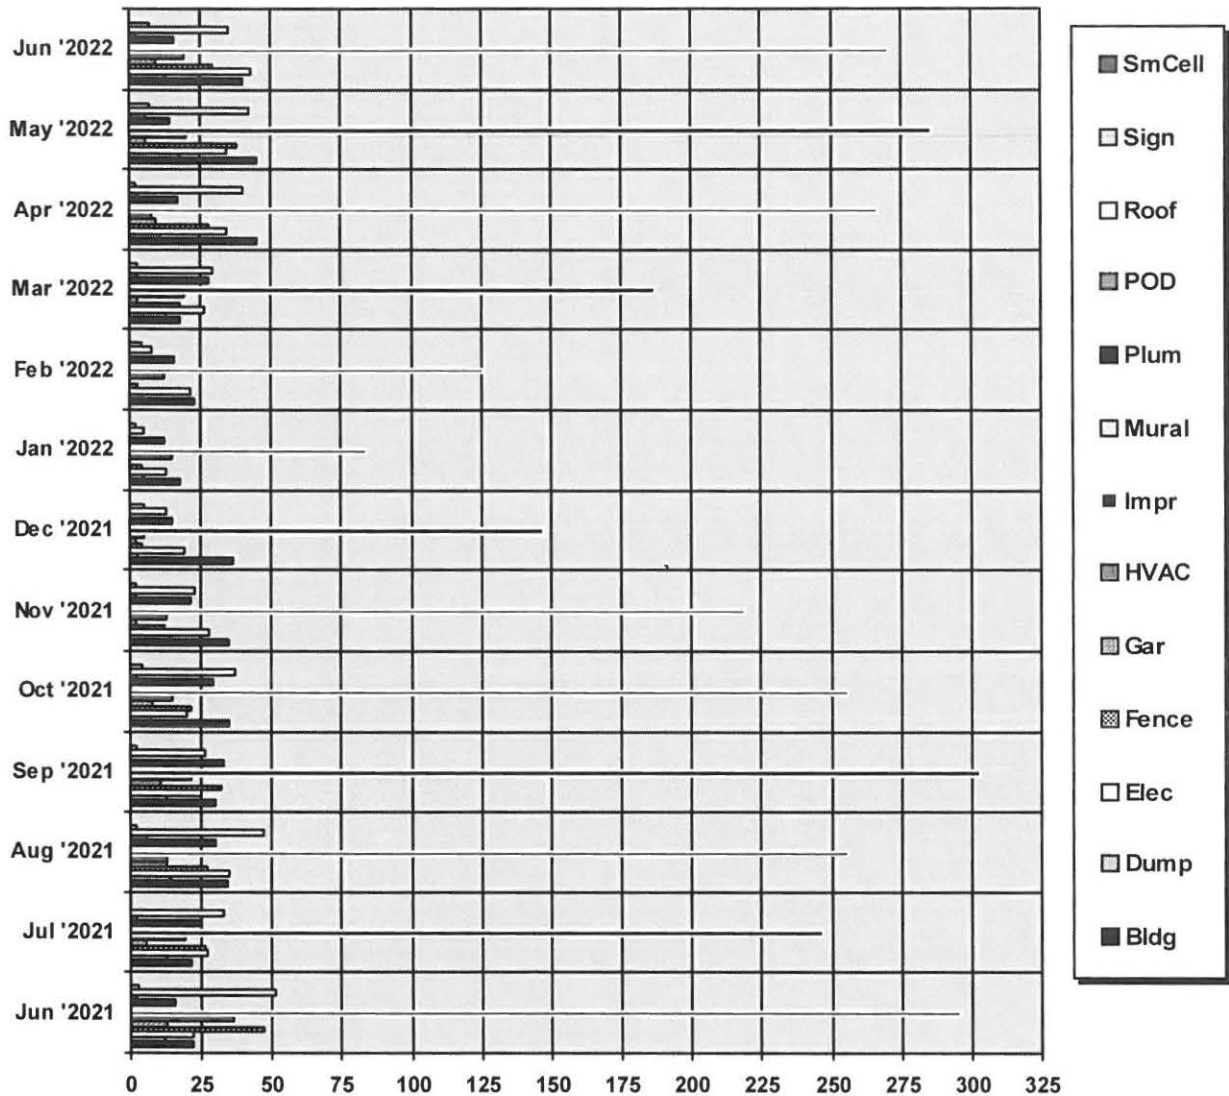 Jun '2022
May '2022
Apr '2022
Mar '2022
Feb '2022
Jan '2022
Dec '2021
Nov '2021
Oct '2021
Sep '2021
Aug '2021
Jul '2021
Jun '2021
0 25 50 75 100 125 150 175 200 225 250 275 300 325
SmCell
Sign
Roof
POD
Plum
Mural
Impr
HVAC
Gar
Fence
Elec
Dump
Bldg